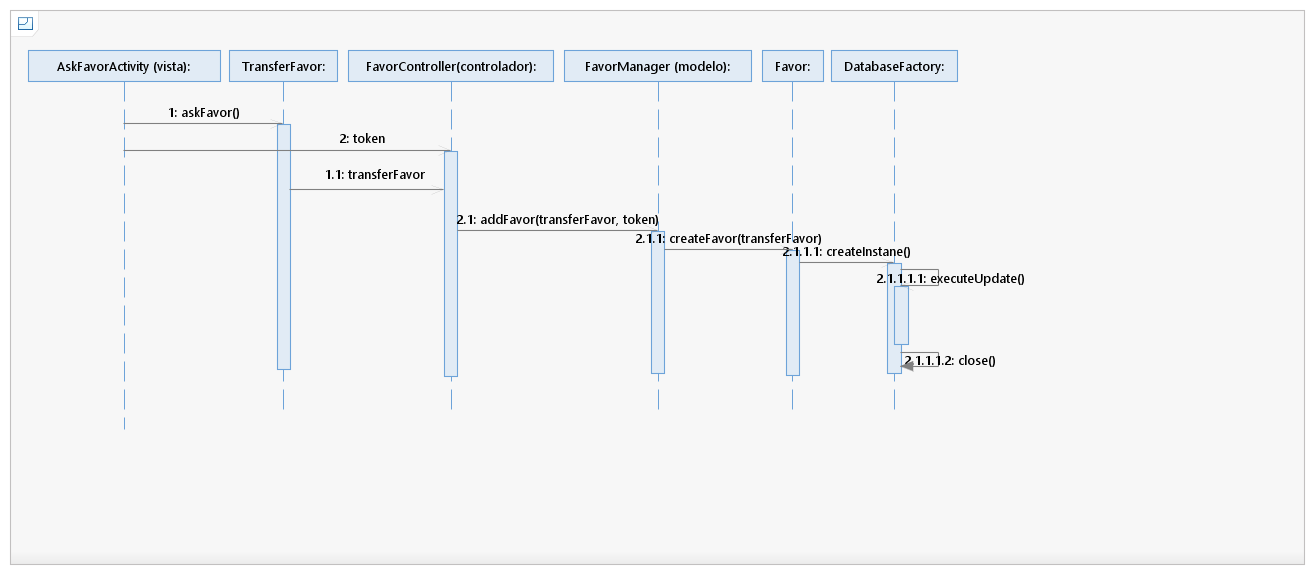 AskFavorActivity (vista):
TransferFavor:
FavorController(controlador):
FavorManager (modelo):
Favor:
DatabaseFactory:
1: askFavor()
2: token
1.1: transferFavor
2.1: addFavor(transferFavor, token)
2.1.1: createFavor(transferFavor)
2.1.1.1: createInstane()
2.1.1.1.1: executeUpdate()
2.1.1.1.2: close()